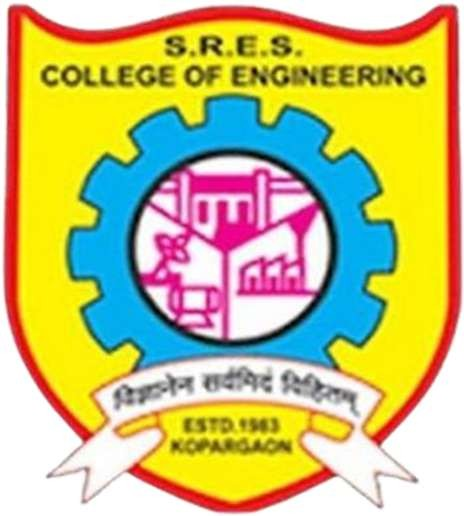 S.R.E.S.
COLLEGE OF ENGINEERING
विज्ञानेन सर्वमिदं विहितम्
ESTD.1983
KOPARGAON